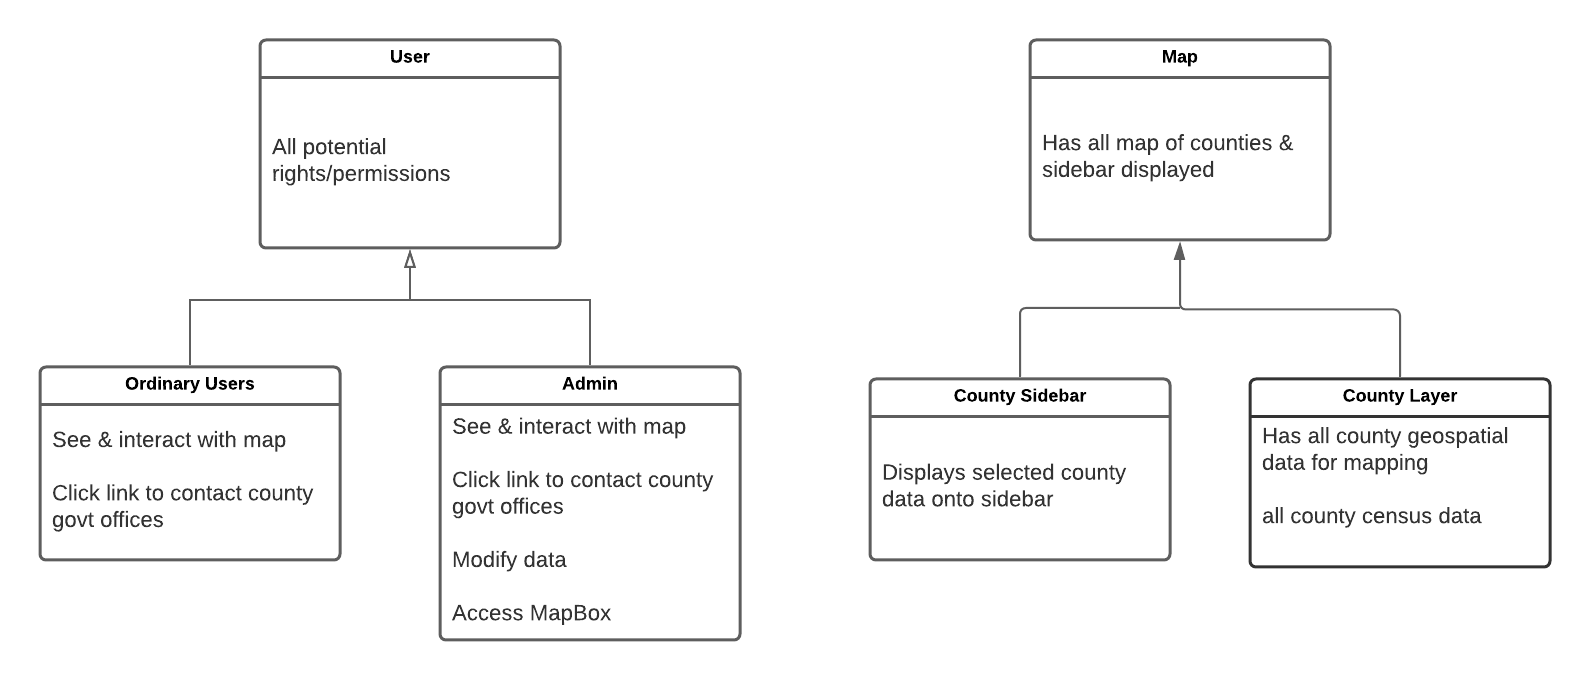 User
All potential
rights/permissions
Map
Has all map of counties &
sidebar displayed
Ordinary Users
See & interact with map
Click link to contact county
govt offices
Admin
See & interact with map
Click link to contact county
govt offices
Modify data
Access MapBox
County Sidebar
Displays selected county
data onto sidebar
County Layer
Has all county geospatial
data for mapping
all county census data